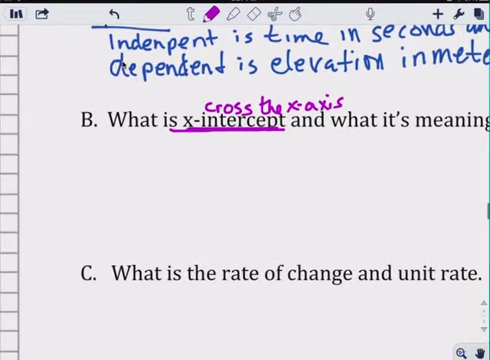 Indenpent is time in seconds
dependent is elevation in mete
cross the x-axis
B. What is x-intercept and what it's meaning
C. What is the rate of change and unit rate.